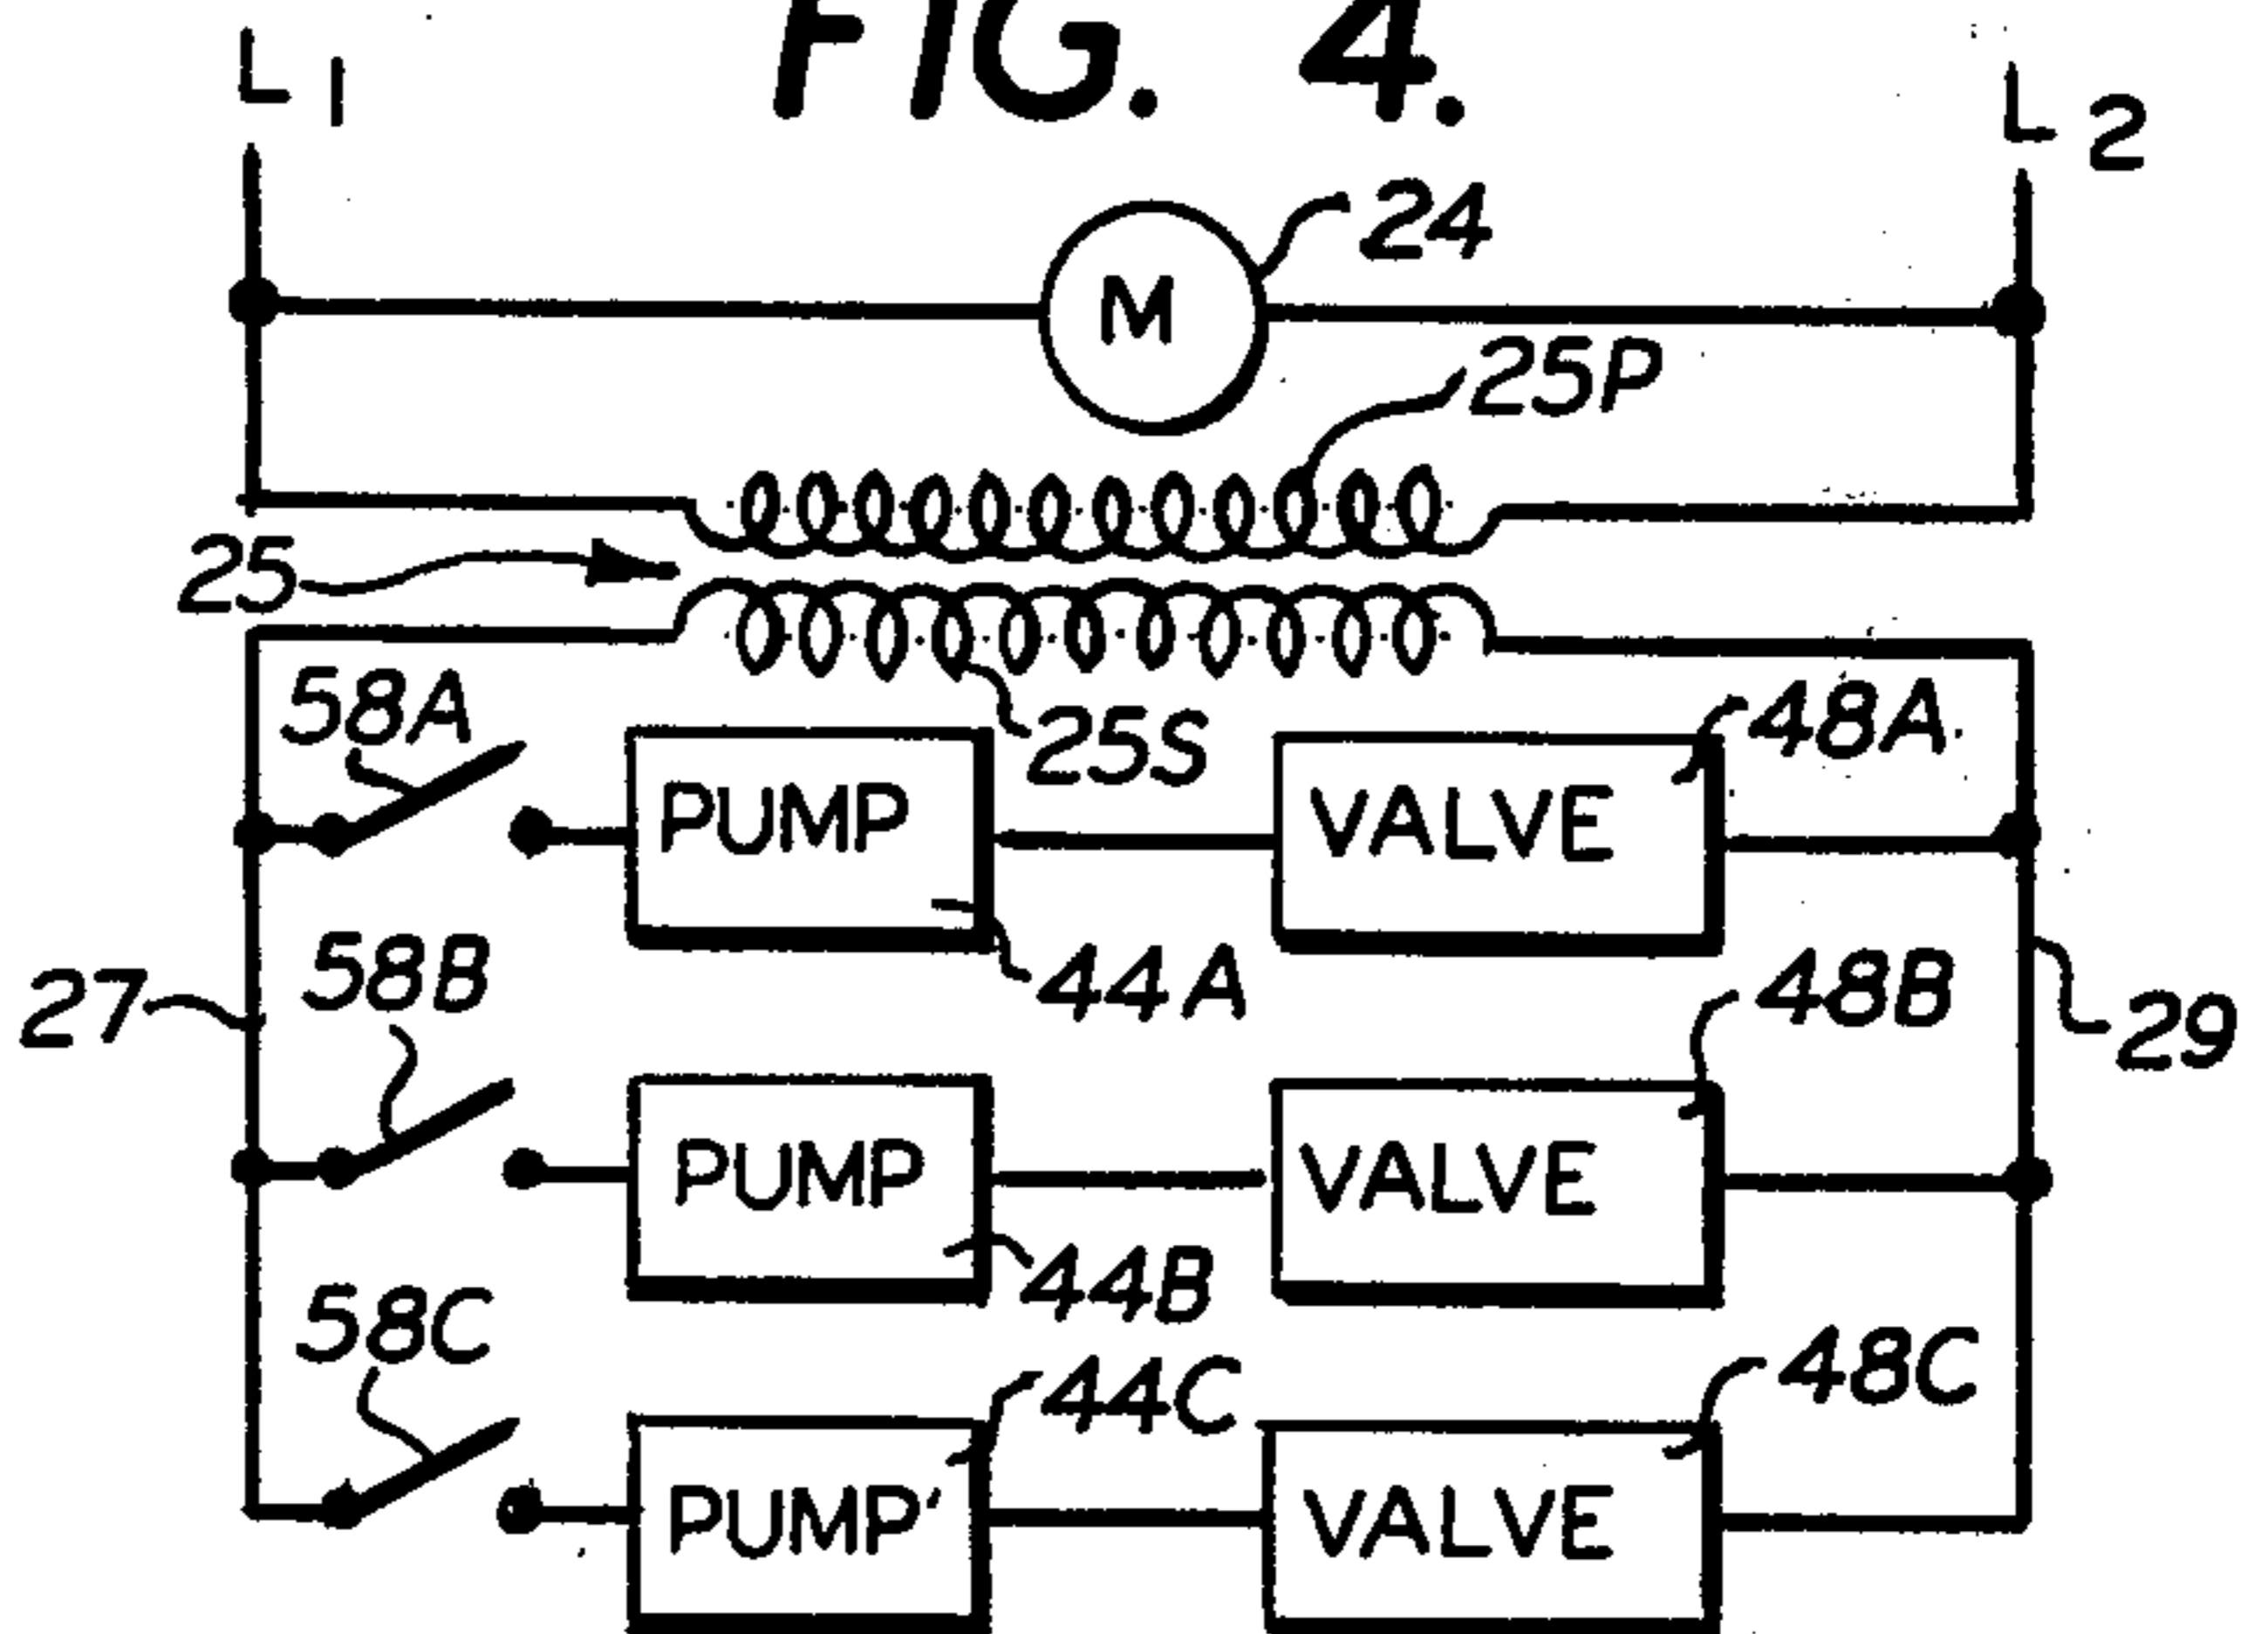 FIG. 4.
L1
L2
24
M
25P
25
58A
25S
48A
PUMP
VALVE
58B
44A
48B
27
29
PUMP
VALVE
58C
44B
44C
48C
PUMP'
VALVE